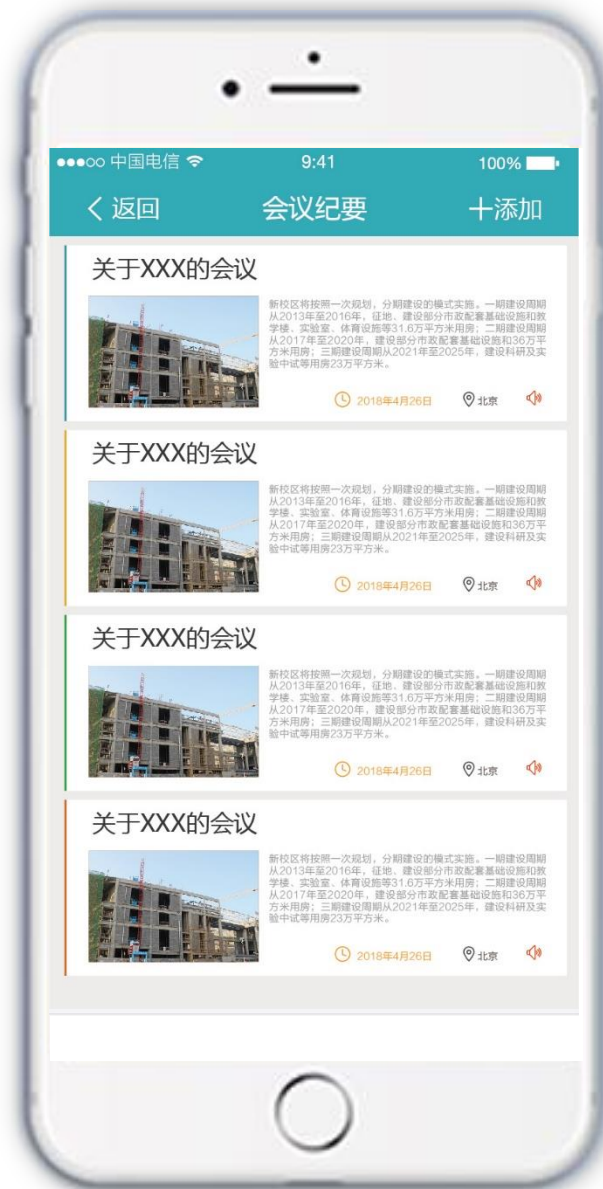 中国电信 9:41 100%
返回 会议纪要 添加
关于XXX的会议
新校区将按照一次规划，分期建设的模式实施。一期建设周期
从2013年至2016年，征地、建设部分市政配套基础设施和教
学楼、实验室、体育设施等31.6万平方米用房；二期建设周期
从2017年至2020年，建设部分市政配套基础设施和36万平
方米用房；三期建设周期从2021年至2025年，建设科研及实
验中试等用房23万平方米。
2018年4月26日 北京
关于XXX的会议
新校区将按照一次规划，分期建设的模式实施。一期建设周期
从2013年至2016年，征地、建设部分市政配套基础设施和教
学楼、实验室、体育设施等31.6万平方米用房；二期建设周期
从2017年至2020年，建设部分市政配套基础设施和36万平
方米用房；三期建设周期从2021年至2025年，建设科研及实
验中试等用房23万平方米。
2018年4月26日 北京
关于XXX的会议
新校区将按照一次规划，分期建设的模式实施。一期建设周期
从2013年至2016年，征地、建设部分市政配套基础设施和教
学楼、实验室、体育设施等31.6万平方米用房；二期建设周期
从2017年至2020年，建设部分市政配套基础设施和36万平
方米用房；三期建设周期从2021年至2025年，建设科研及实
验中试等用房23万平方米。
2018年4月26日 北京
关于XXX的会议
新校区将按照一次规划，分期建设的模式实施。一期建设周期
从2013年至2016年，征地、建设部分市政配套基础设施和教
学楼、实验室、体育设施等31.6万平方米用房；二期建设周期
从2017年至2020年，建设部分市政配套基础设施和36万平
方米用房；三期建设周期从2021年至2025年，建设科研及实
验中试等用房23万平方米。
2018年4月26日 北京